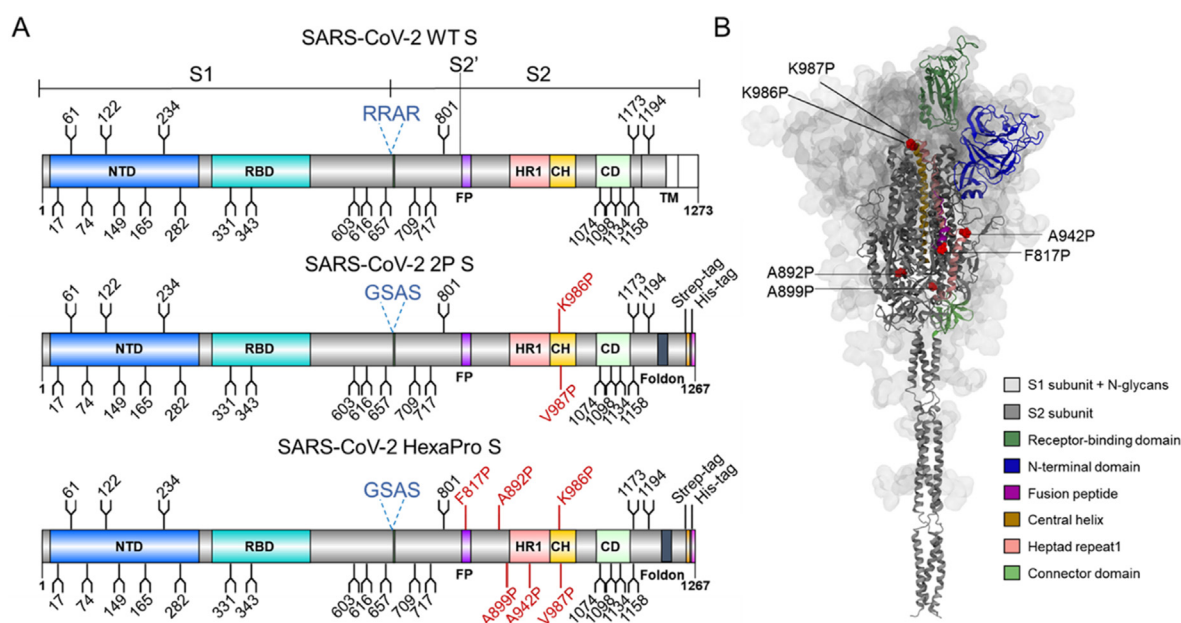 A
SARS-CoV-2 WT S
S1
S2'
S2
61
122
234
RRAR
801
1173
1194
NTD
RBD
HR1
CH
CD
FP
TM
1
1273
17
74
149
165
282
331
343
603
616
657
709
717
1074
1098
1134
1158
SARS-CoV-2 2P S
61
122
234
GSAS
801
K986P
1173
1194
Strep-tag
His-tag
NTD
RBD
HR1
CH
CD
FP
Foldon
1
1267
17
74
149
165
282
331
343
603
616
657
709
717
V987P
1074
1098
1134
1158
SARS-CoV-2 HexaPro S
61
122
234
GSAS
801
F817P
A892P
K986P
1173
1194
Strep-tag
His-tag
NTD
RBD
HR1
CH
CD
FP
Foldon
1
1267
17
74
149
165
282
331
343
603
616
657
709
717
A899P
A942P
V987P
1074
1098
1134
1158
B
K987P
K986P
A942P
F817P
A892P
A899P
S1 subunit + N-glycans
S2 subunit
Receptor-binding domain
N-terminal domain
Fusion peptide
Central helix
Heptad repeat1
Connector domain